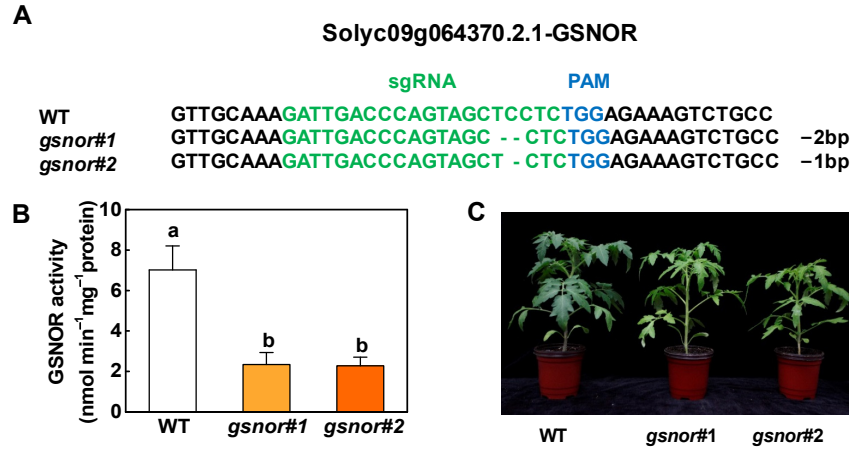 A
Solyc09g064370.2.1-GSNOR
sgRNA PAM
WT GTTGCAAAGATTGACCCAGTAGCTCCTCTGGAGAAAGTCTGCC
gsnor#1 GTTGCAAAGATTGACCCAGTAGC - - CTCTGGAGAAAGTCTGCC −2bp
gsnor#2 GTTGCAAAGATTGACCCAGTAGCT - CTCTGGAGAAAGTCTGCC −1bp
B
GSNOR activity
(nmol min⁻¹mg⁻¹protein)
10
8
6
4
2
0
a
b
b
WT gsnor#1 gsnor#2
C
WT gsnor#1 gsnor#2